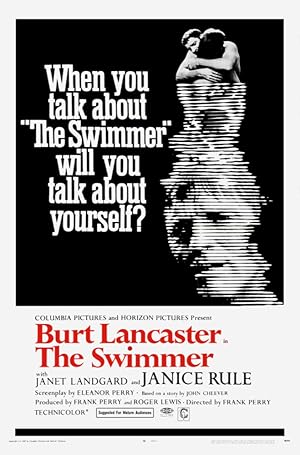 When you
talk about
"The Swimmer"
will you
talk about
yourself?
COLUMBIA PICTURES and HORIZON PICTURES Present
Burt Lancaster in
The Swimmer
with
JANET LANDGARD and JANICE RULE
Screenplay by ELEANOR PERRY · Based on a story by JOHN CHEEVER
Produced by FRANK PERRY and ROGER LEWIS · Directed by FRANK PERRY
TECHNICOLOR® Suggested For Mature Audiences